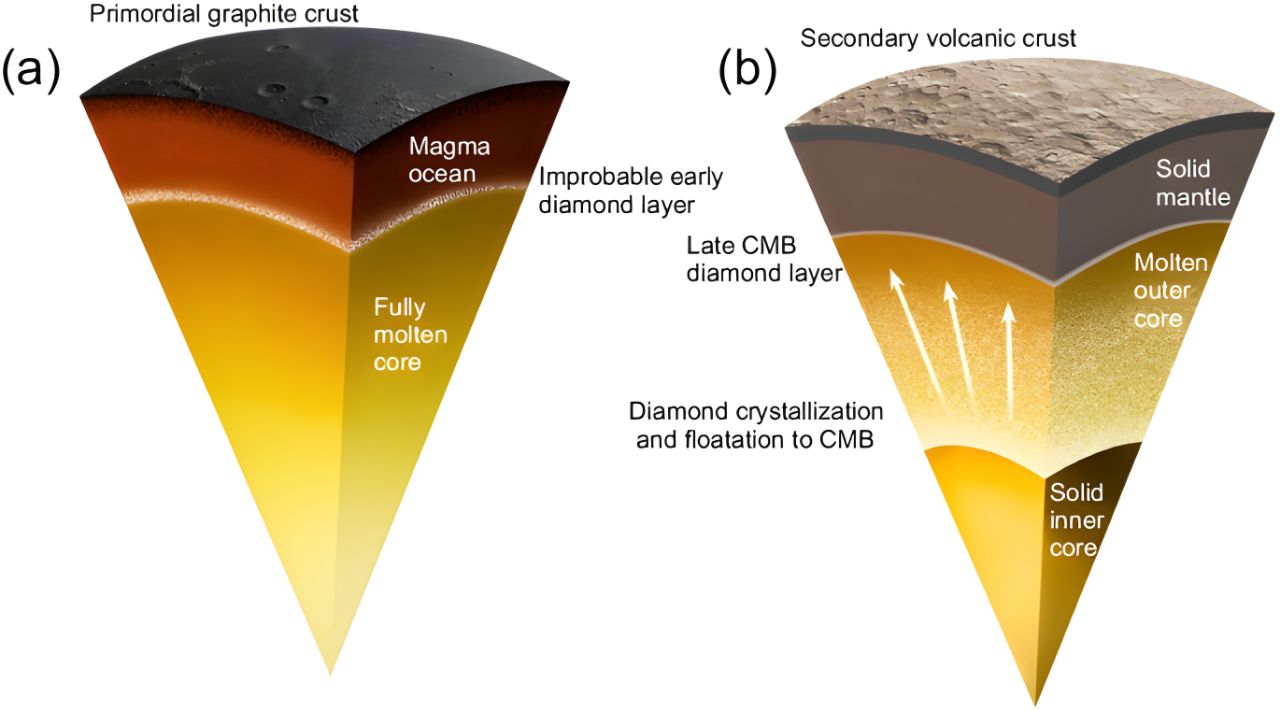 Primordial graphite crust
(a)
Magma
ocean
Improbable early
diamond layer
Fully
molten
core
Secondary volcanic crust
(b)
Solid
mantle
Late CMB
diamond layer
Molten
outer
core
Diamond crystallization
and floatation to CMB
Solid
inner
core